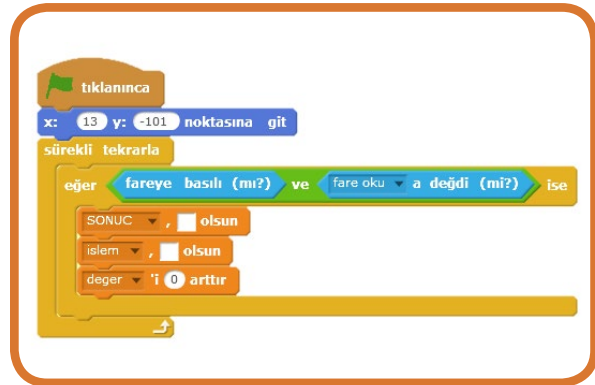 tıklanınca
x: 13 y: -101 noktasına git
sürekli tekrarla
eğer fareye basılı (mı?) ve fare oku a değdi (mi?) ise
SONUC , olsun
islem , olsun
deger 'i 0 arttır